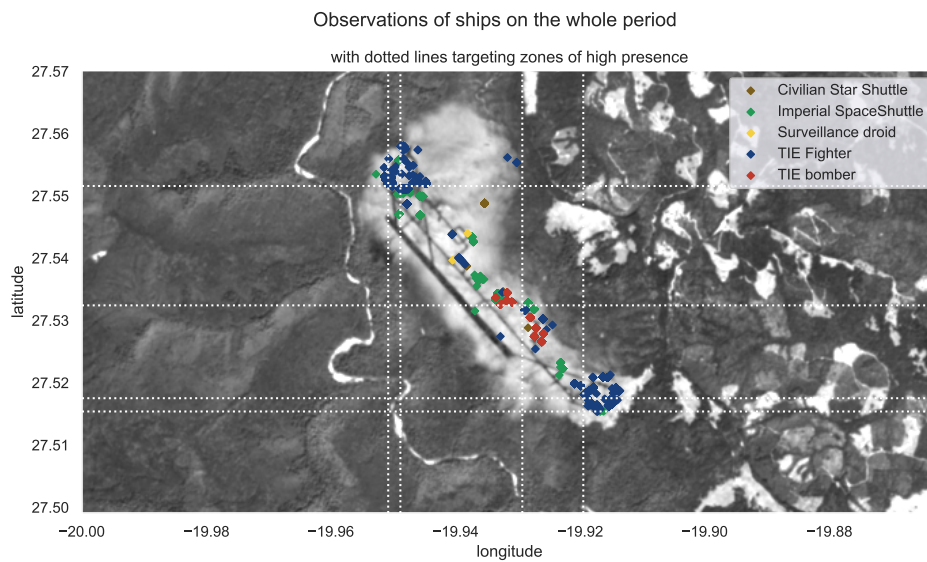 Observations of ships on the whole period
with dotted lines targeting zones of high presence
27.57
27.56
27.55
27.54
27.53
27.52
27.51
27.50
latitude
Civilian Star Shuttle
Imperial SpaceShuttle
Surveillance droid
TIE Fighter
TIE bomber
−20.00
−19.98
−19.96
−19.94
−19.92
−19.90
−19.88
longitude